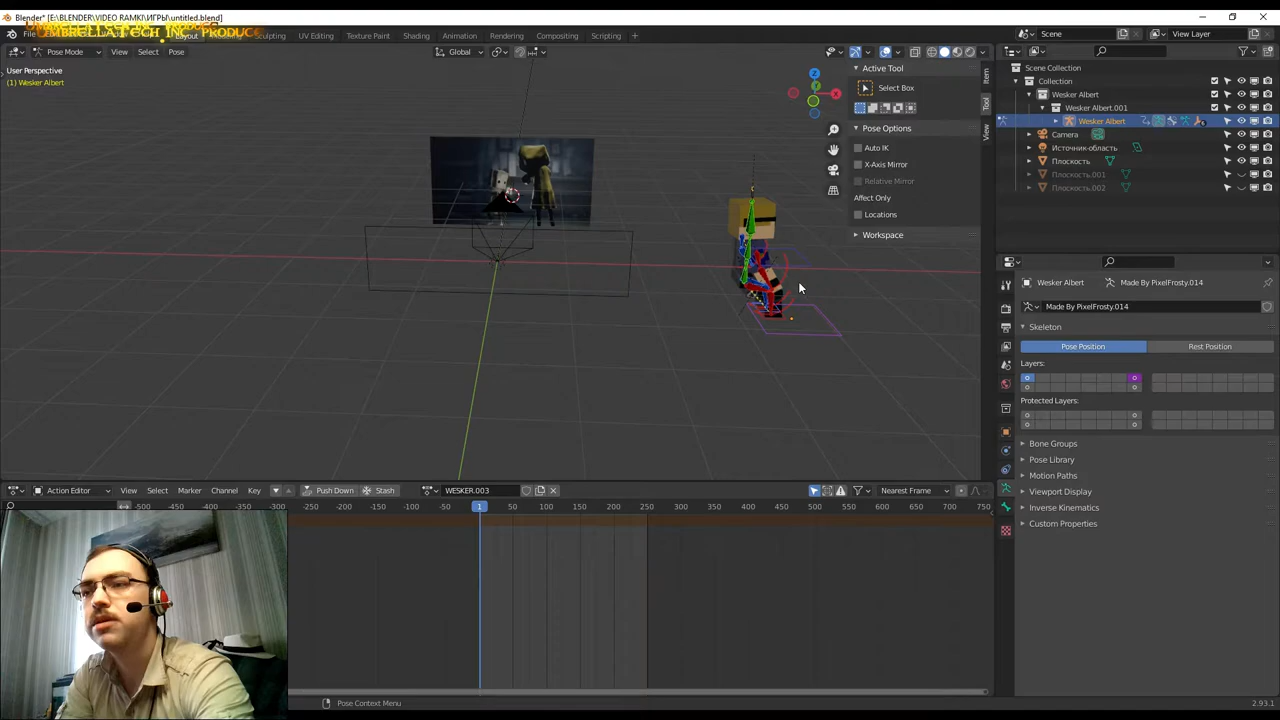 Blender* [E:\BLENDER\VIDEO RAMKI\ИГРЫ\untitled.blend]
UMBRELLA TECH INC. PRODUC
Layout
Sculpting
UV Editing
Texture Paint
Shading
Animation
Rendering
Compositing
Scripting
Scene
View Layer
Pose Mode
View
Select
Pose
Global
User Perspective
(1) Wesker Albert
Active Tool
Select Box
Pose Options
Auto IK
X-Axis Mirror
Relative Mirror
Affect Only
Locations
Workspace
Item
Tool
View
Scene Collection
Collection
Wesker Albert
Wesker Albert.001
Wesker Albert
Camera
Источник-область
Плоскость
Плоскость.001
Плоскость.002
Wesker Albert
Made By PixelFrosty.014
Made By PixelFrosty.014
Skeleton
Pose Position
Rest Position
Layers:
Protected Layers:
Bone Groups
Pose Library
Motion Paths
Viewport Display
Inverse Kinematics
Custom Properties
Action Editor
View
Select
Marker
Channel
Key
Push Down
Stash
WESKER.003
Nearest Frame
-500 -450 -400 -350 -300 -250 -200 -150 -100 -50 1 50 100 150 200 250 300 350 400 450 500 550 600 650 700 750
Pose Context Menu
2.93.1